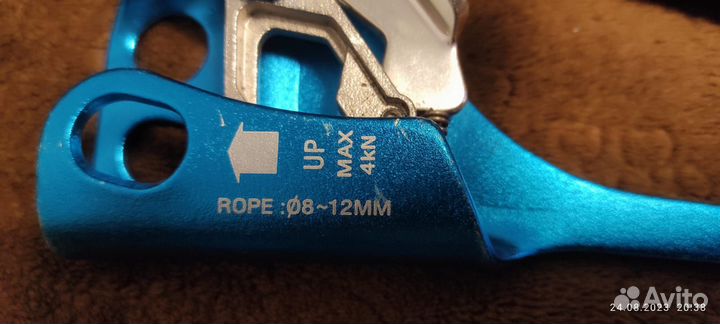 UP
MAX
4kN
ROPE :Ø8~12MM
Avito
24.08.2023 20:38